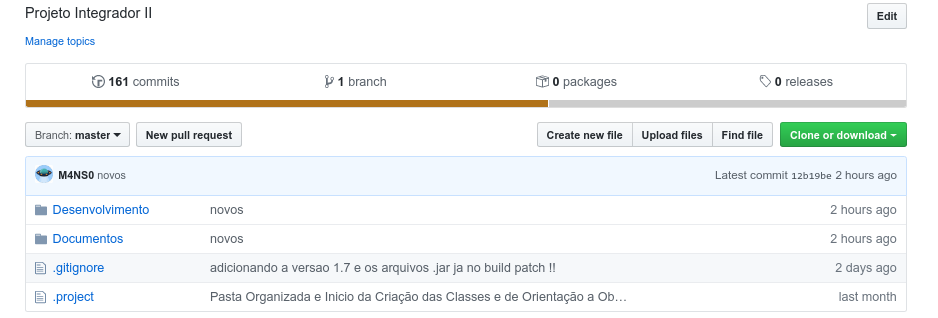 Projeto Integrador II
Edit
Manage topics
161 commits 1 branch 0 packages 0 releases
Branch: master New pull request Create new file Upload files Find file Clone or download
M4NS0 novos Latest commit 12b19be 2 hours ago
Desenvolvimento novos 2 hours ago
Documentos novos 2 hours ago
.gitignore adicionando a versao 1.7 e os arquivos .jar ja no build patch !! 2 days ago
.project Pasta Organizada e Inicio da Criação das Classes e de Orientação a Ob… last month